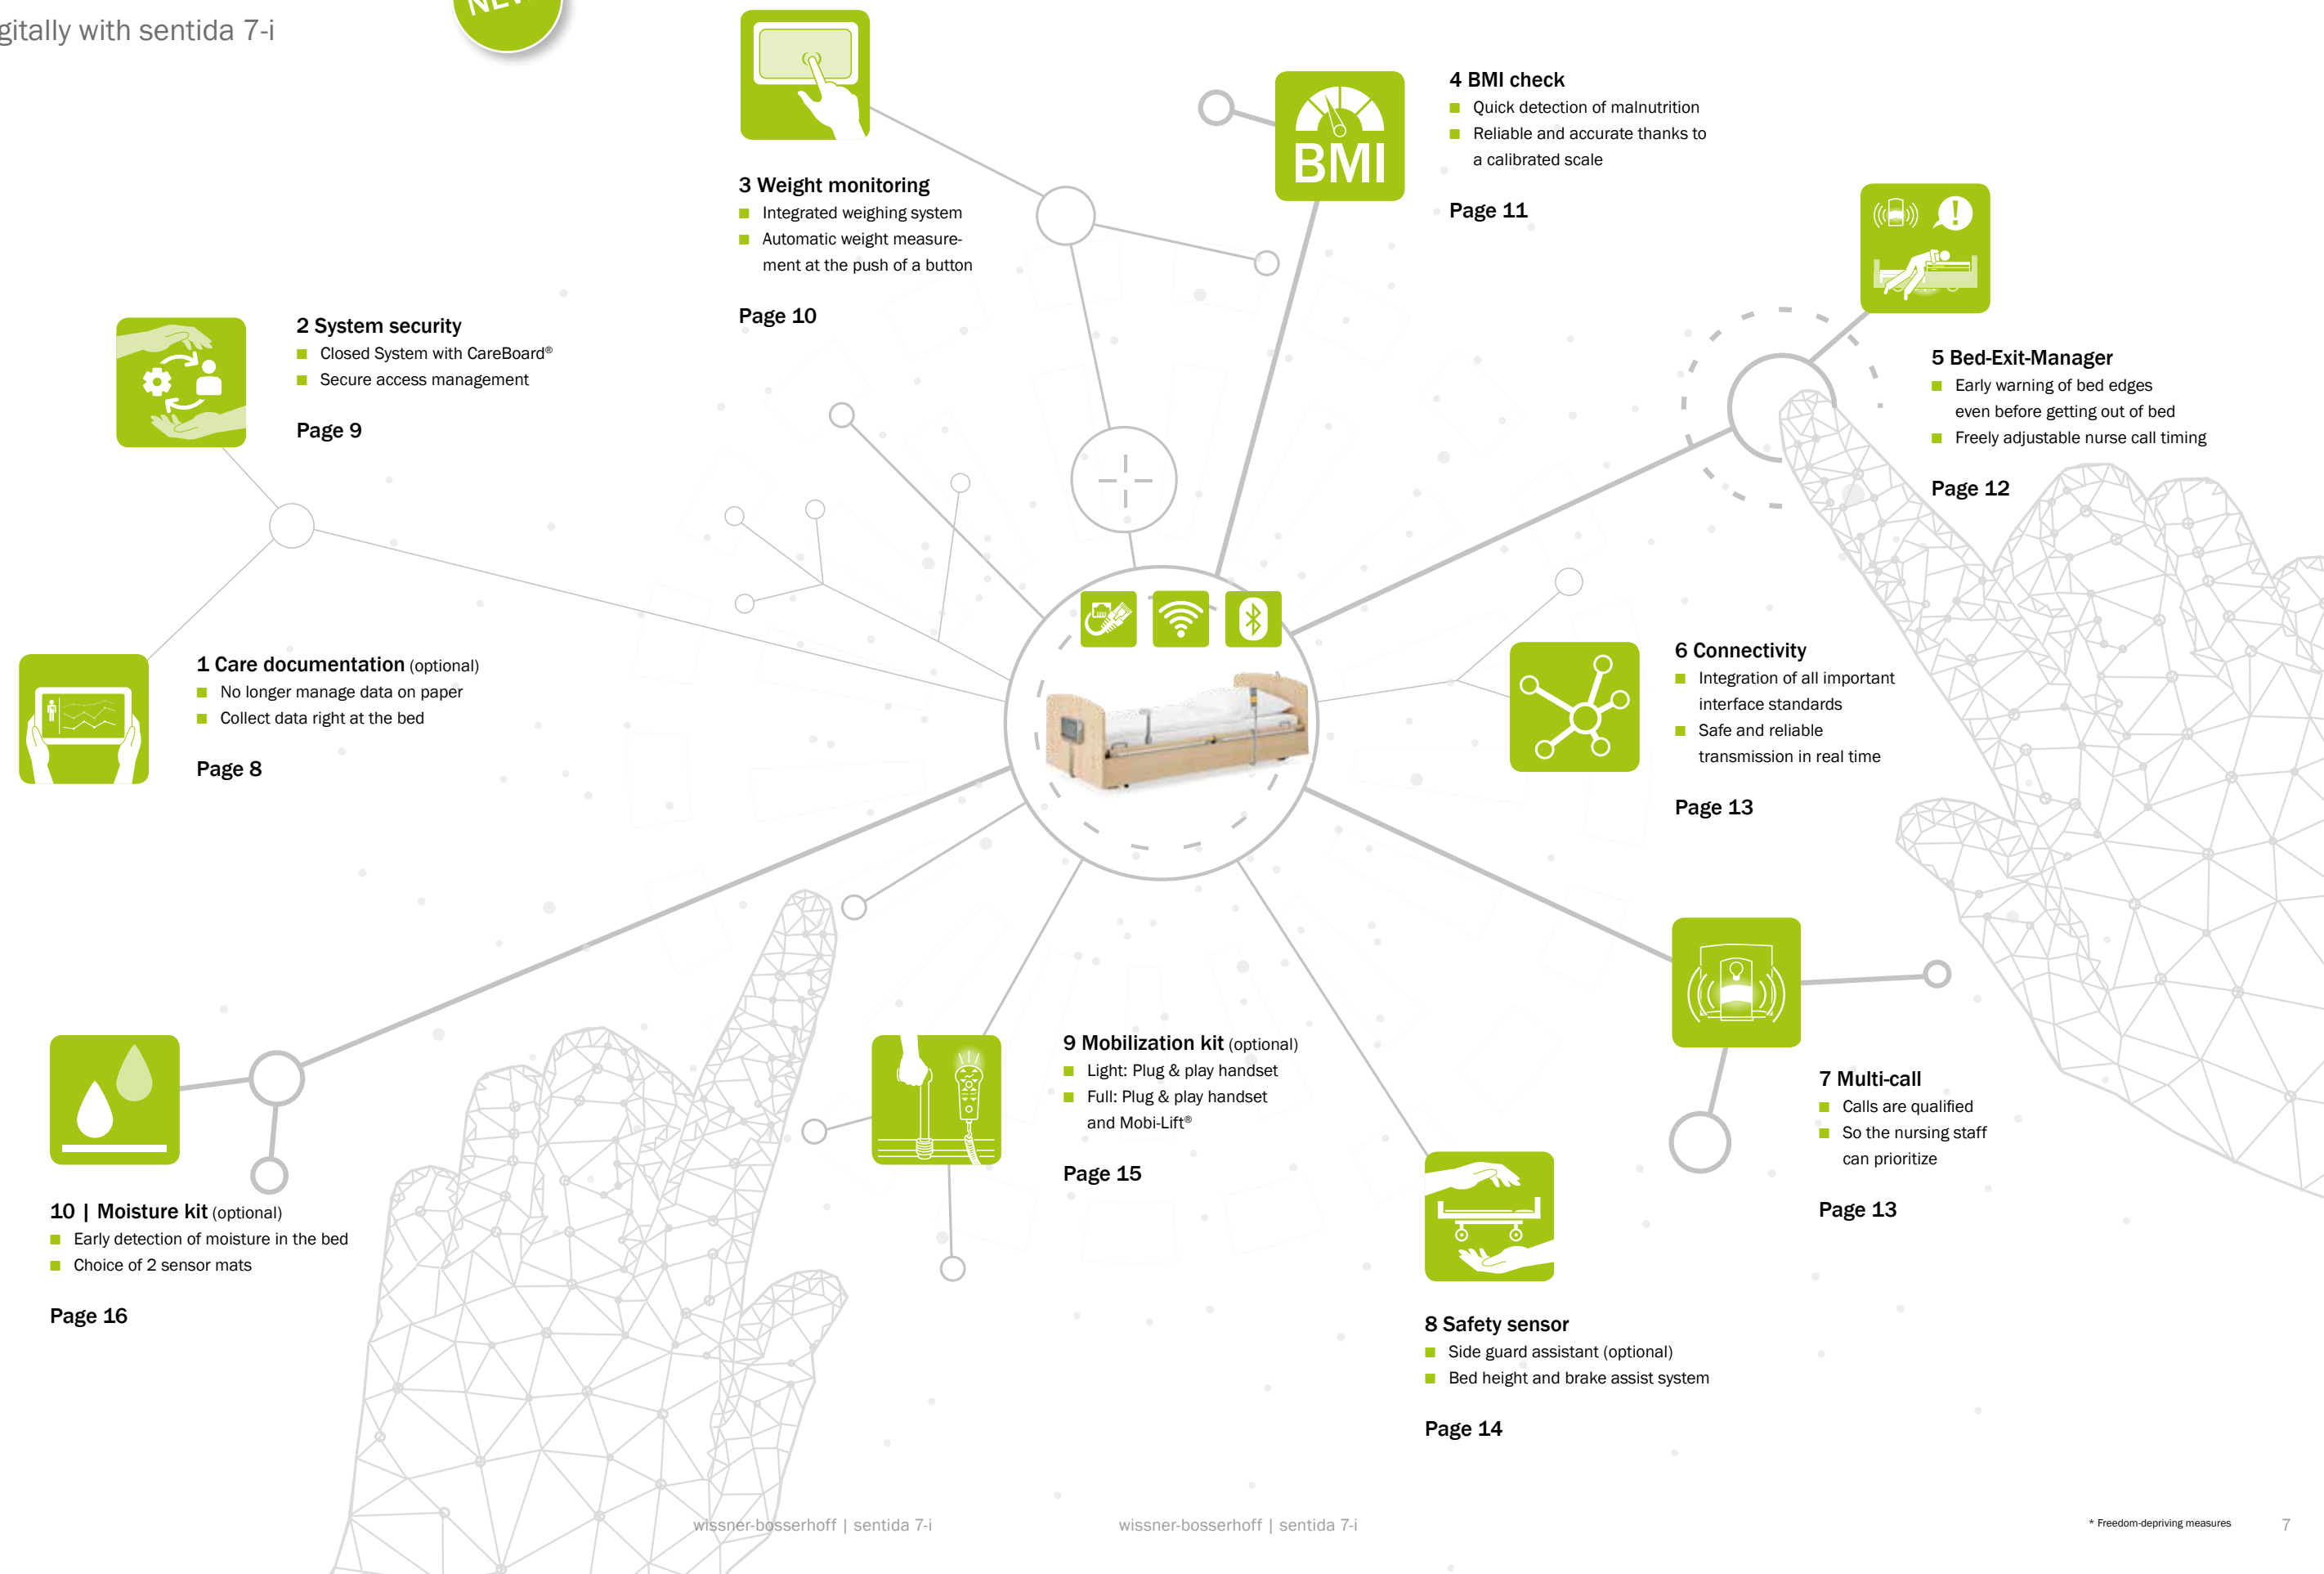 with sentida 7-i
3 Weight monitoring
■ Integrated weighing system
■ Automatic weight measure-
ment at the push of a button
Page 10
BMI
4 BMI check
■ Quick detection of malnutrition
■ Reliable and accurate thanks to
a calibrated scale
Page 11
2 System security
■ Closed System with CareBoard®
■ Secure access management
Page 9
5 Bed-Exit-Manager
■ Early warning of bed edges
even before getting out of bed
■ Freely adjustable nurse call timing
Page 12
1 Care documentation (optional)
■ No longer manage data on paper
■ Collect data right at the bed
Page 8
6 Connectivity
■ Integration of all important
interface standards
■ Safe and reliable
transmission in real time
Page 13
10 | Moisture kit (optional)
■ Early detection of moisture in the bed
■ Choice of 2 sensor mats
Page 16
9 Mobilization kit (optional)
■ Light: Plug & play handset
■ Full: Plug & play handset
and Mobi-Lift®
Page 15
7 Multi-call
■ Calls are qualified
■ So the nursing staff
can prioritize
Page 13
8 Safety sensor
■ Side guard assistant (optional)
■ Bed height and brake assist system
Page 14
wissner-bosserhoff | sentida 7-i
wissner-bosserhoff | sentida 7-i
* Freedom-depriving measures
7